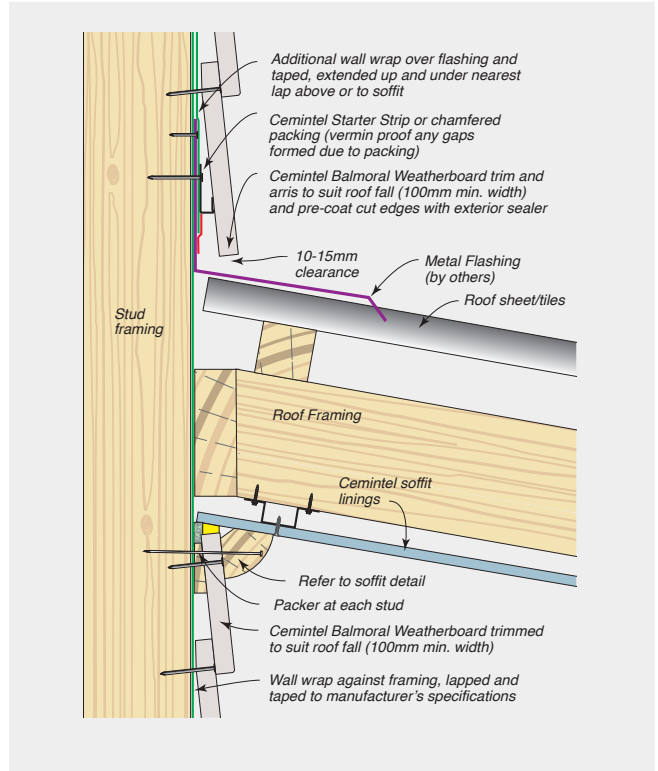 Additional wall wrap over flashing and
taped, extended up and under nearest
lap above or to soffit
Cemintel Starter Strip or chamfered
packing (vermin proof any gaps
formed due to packing)
Cemintel Balmoral Weatherboard trim and
arris to suit roof fall (100mm min. width)
and pre-coat cut edges with exterior sealer
10-15mm
clearance
Metal Flashing
(by others)
Roof sheet/tiles
Stud
framing
Roof Framing
Cemintel soffit
linings
Refer to soffit detail
Packer at each stud
Cemintel Balmoral Weatherboard trimmed
to suit roof fall (100mm min. width)
Wall wrap against framing, lapped and
taped to manufacturer's specifications